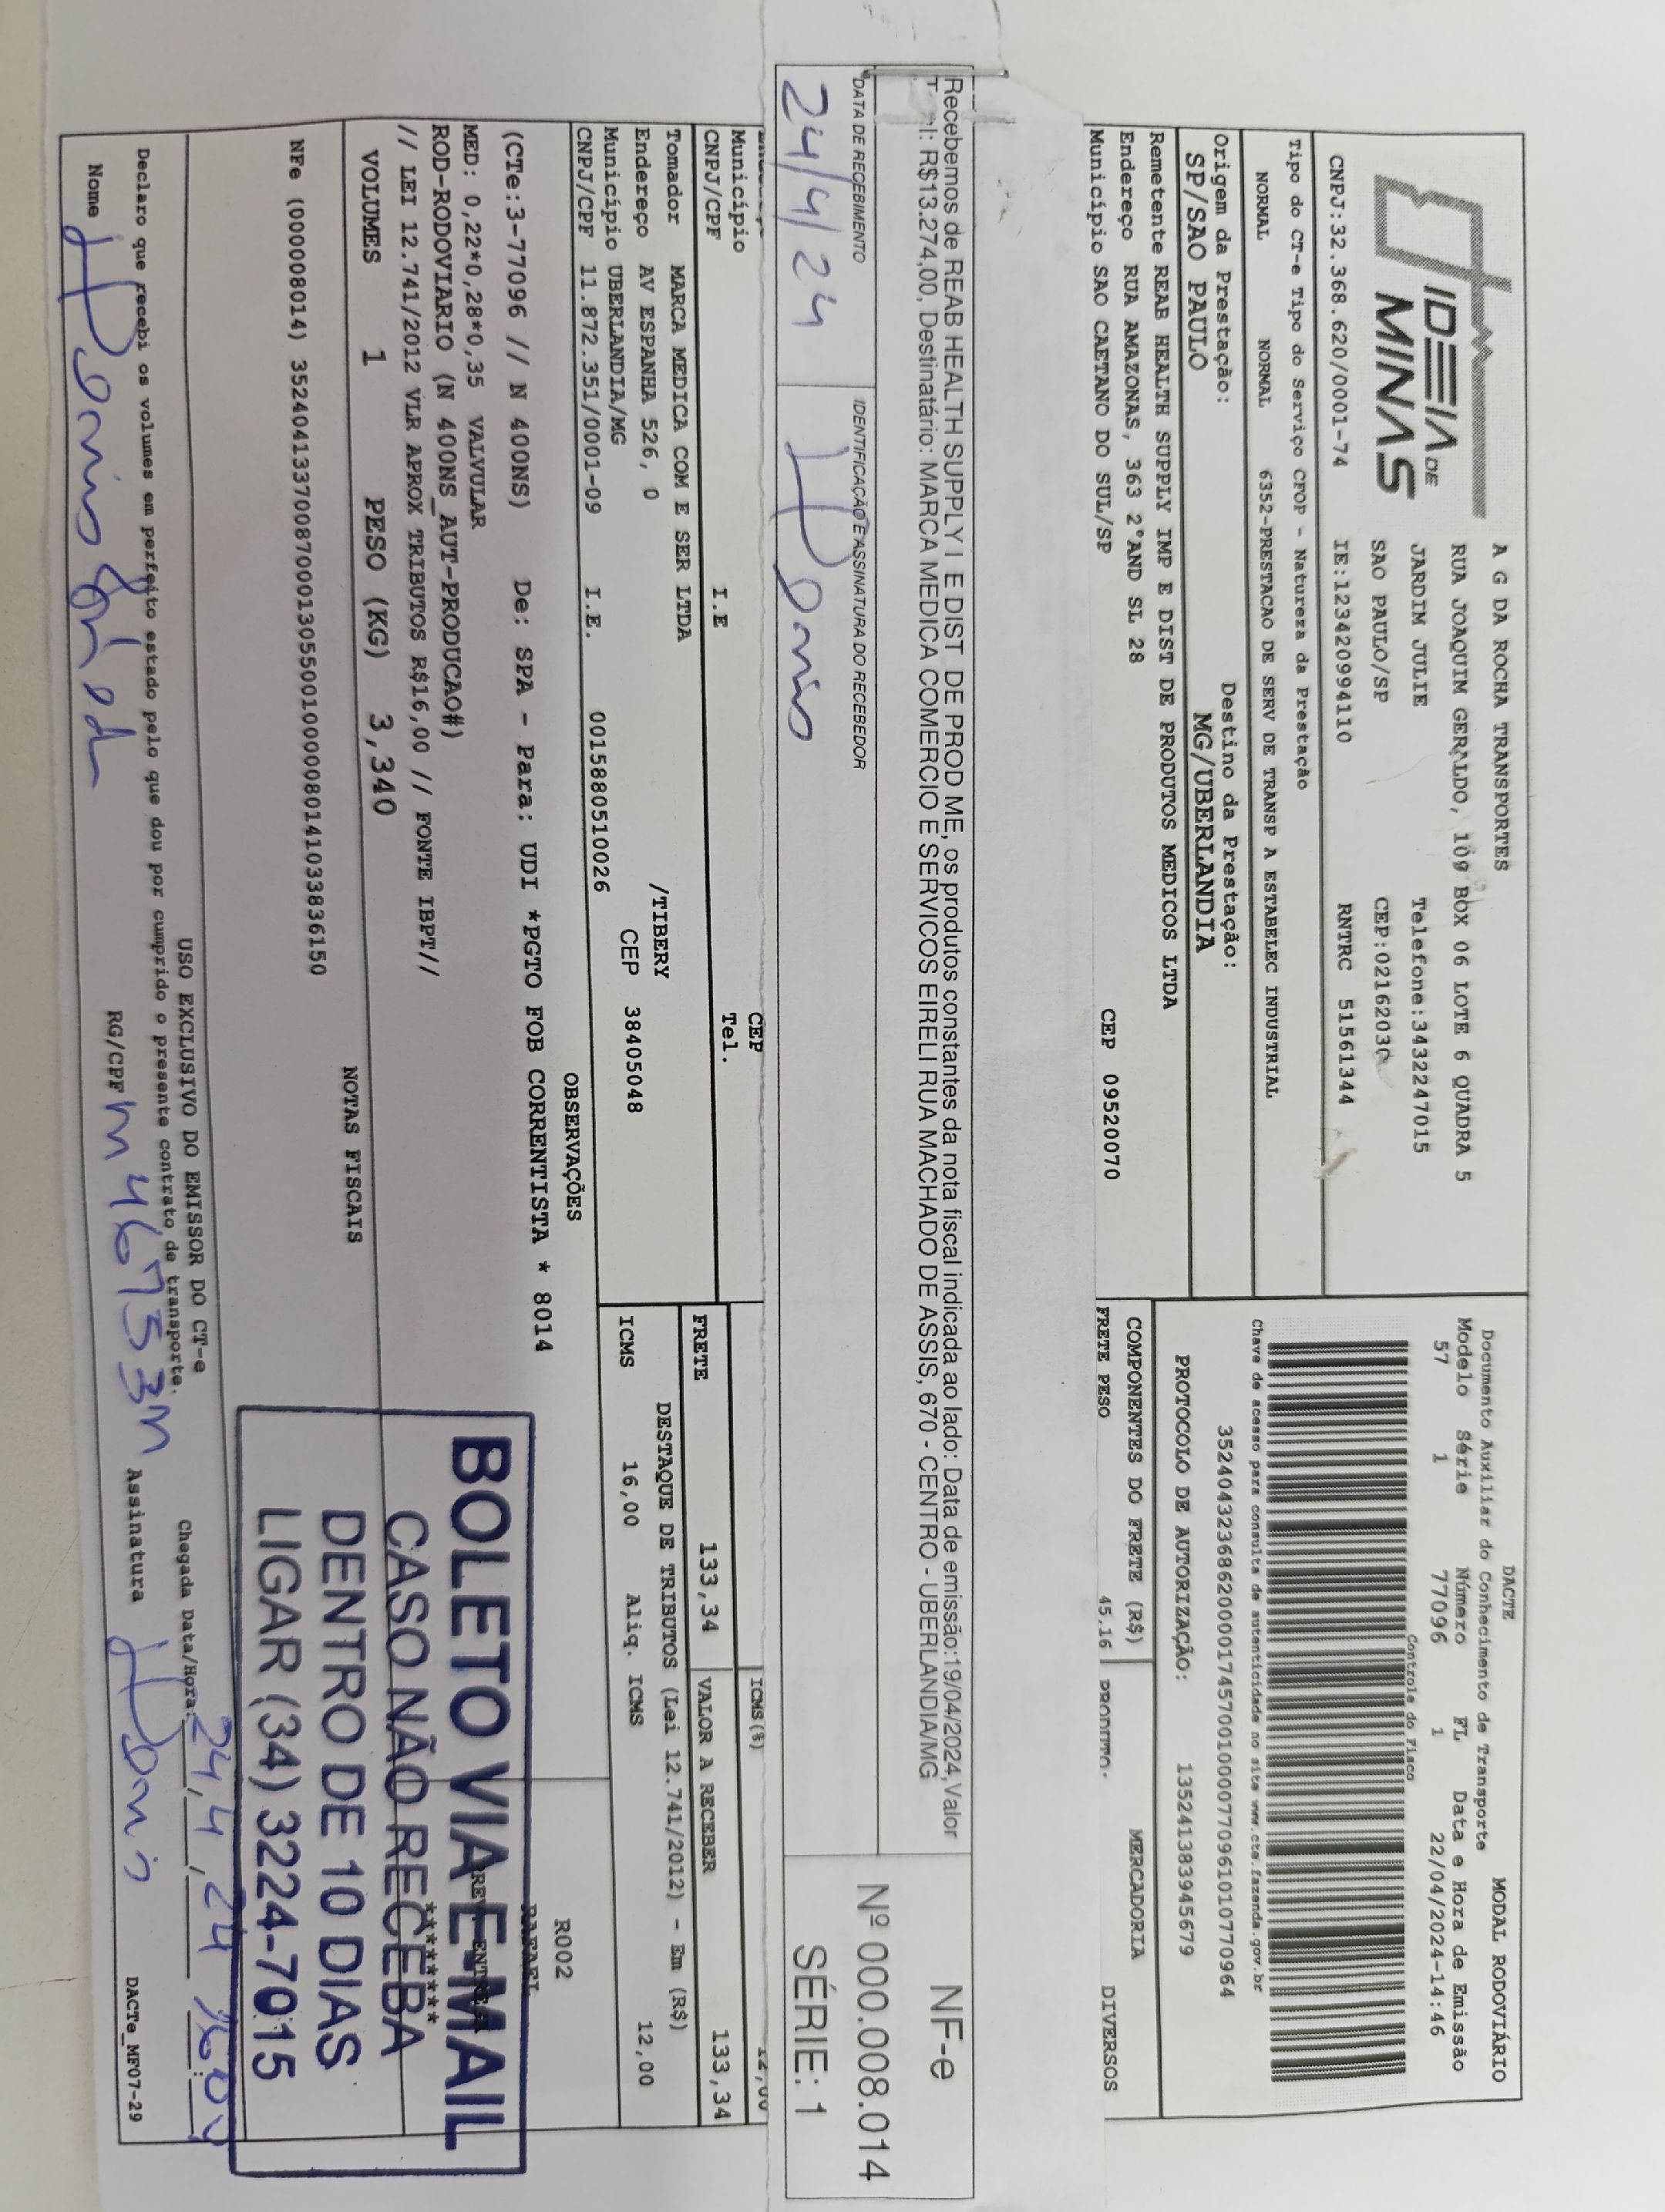 IDEIA DE
MINAS
A G DA ROCHA TRANSPORTES
RUA JOAQUIM GERALDO, 109 BOX 06 LOTE 6 QUADRA 5
JARDIM JULIE Telefone:3432247015
SAO PAULO/SP CEP:02162030
CNPJ:32.368.620/0001-74 IE:123420994110 RNTRC 51561344
Tipo do CT-e Tipo do Serviço CFOP - Natureza da Prestação
NORMAL NORMAL 6352-PRESTACAO DE SERV DE TRANSP A ESTABELEC INDUSTRIAL
Origem da Prestação: Destino da Prestação:
SP/SAO PAULO MG/UBERLANDIA
Remetente REAB HEALTH SUPPLY IMP E DIST DE PRODUTOS MEDICOS LTDA
Endereço RUA AMAZONAS, 363 2°AND SL 28
Município SAO CAETANO DO SUL/SP CEP 09520070
DACTE MODAL RODOVIÁRIO
Documento Auxiliar do Conhecimento de Transporte
Modelo Série Número FL Data e Hora de Emissão
57 1 77096 1 22/04/2024-14:46
Controle do Fisco
Chave de acesso para consulta de autenticidade no site www.cte.fazenda.gov.br
35240432368620000174570010000770961010770964
PROTOCOLO DE AUTORIZAÇÃO: 135241383945679
COMPONENTES DO FRETE (R$) MERCADORIA
FRETE PESO 45,16 PRODUTO. DIVERSOS
Recebemos de REAB HEALTH SUPPLY I E DIST DE PROD ME, os produtos constantes da nota fiscal indicada ao lado: Data de emissão:19/04/2024,Valor
R$13.274,00, Destinatário: MARCA MEDICA COMERCIO E SERVICOS EIRELI RUA MACHADO DE ASSIS, 670 - CENTRO - UBERLANDIA/MG
DATA DE RECEBIMENTO IDENTIFICAÇÃO E ASSINATURA DO RECEBEDOR
24/4/24
NF-e
Nº 000.008.014
SÉRIE: 1
Município CEP
CNPJ/CPF I.E Tel.
Tomador MARCA MEDICA COM E SER LTDA
Endereço AV ESPANHA 526, 0 /TIBERY
Município UBERLANDIA/MG CEP 38405048
CNPJ/CPF 11.872.351/0001-09 I.E. 0015880510026
ICMS(%) 12,00
FRETE 133,34 VALOR A RECEBER 133,34
DESTAQUE DE TRIBUTOS (Lei 12.741/2012) - Em (R$)
ICMS 16,00 Aliq. ICMS 12,00
OBSERVAÇÕES
R002
RAFAEL
(CTe:3-77096 // N 400NS) De: SPA - Para: UDI *PGTO FOB CORRENTISTA * 8014
MED: 0,22*0,28*0,35 VALVULAR
ROD-RODOVIARIO (N 400NS_AUT-PRODUCAO#)
// LEI 12.741/2012 VLR APROX TRIBUTOS R$16,00 // FONTE IBPT//
VOLUMES 1 PESO (KG) 3,340
********
NOTAS FISCAIS
NFe (000008014) 35240413370087000130550010000080141033836150
BOLETO VIA E-MAIL
CASO NÃO RECEBA
DENTRO DE 10 DIAS
LIGAR (34) 3224-7015
USO EXCLUSIVO DO EMISSOR DO CT-e
Declaro que recebi os volumes em perfeito estado pelo que dou por cumprido o presente contrato de transporte.
Chegada Data/Hora: 24,4,24
Nome RG/CPF Assinatura
DACTe_MF07-29